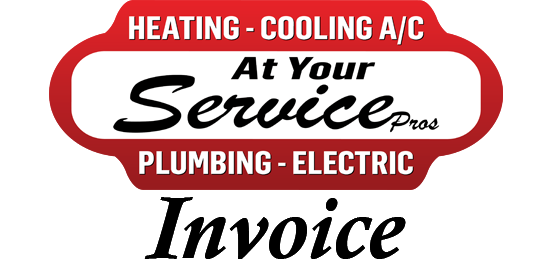 HEATING - COOLING A/C
At Your
Service Pros
PLUMBING - ELECTRIC
Invoice